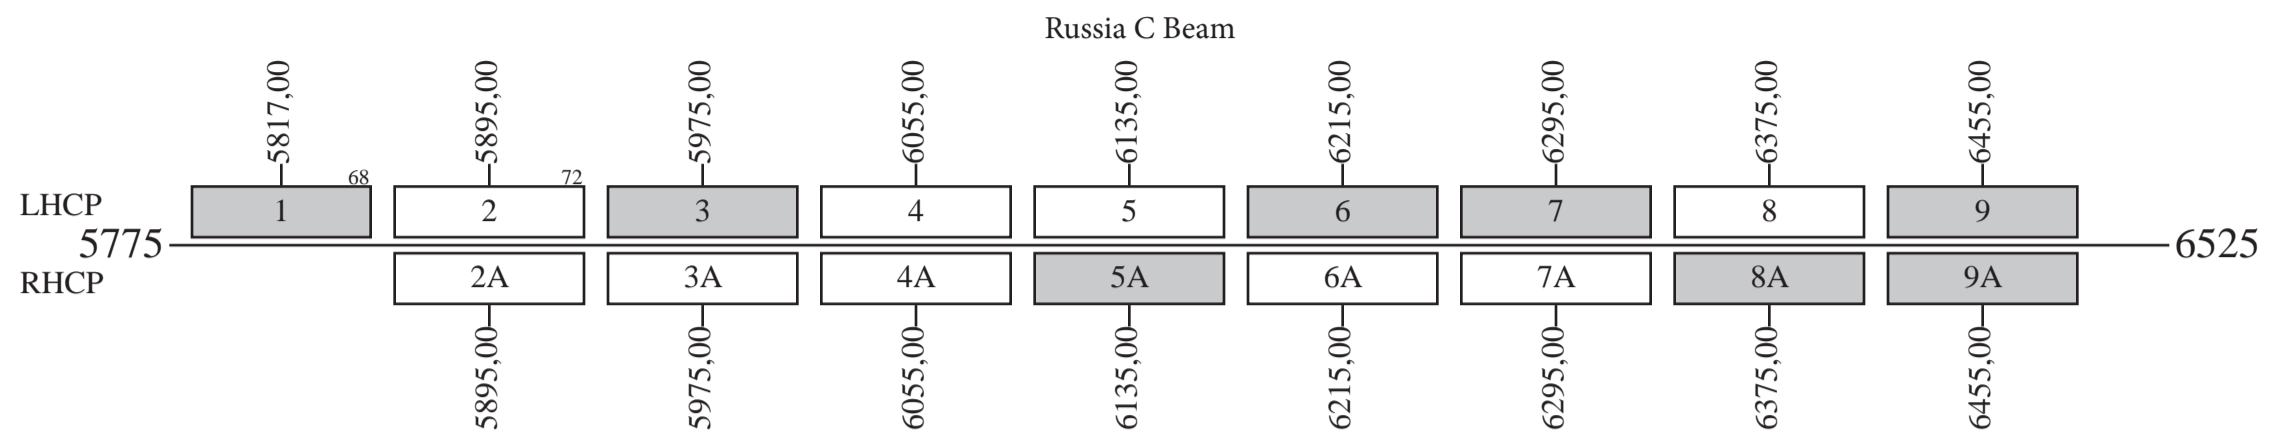 Russia C Beam
5817,00 5895,00 5975,00 6055,00 6135,00 6215,00 6295,00 6375,00 6455,00
68 72
LHCP 1 2 3 4 5 6 7 8 9
5775 6525
RHCP 2A 3A 4A 5A 6A 7A 8A 9A
5895,00 5975,00 6055,00 6135,00 6215,00 6295,00 6375,00 6455,00